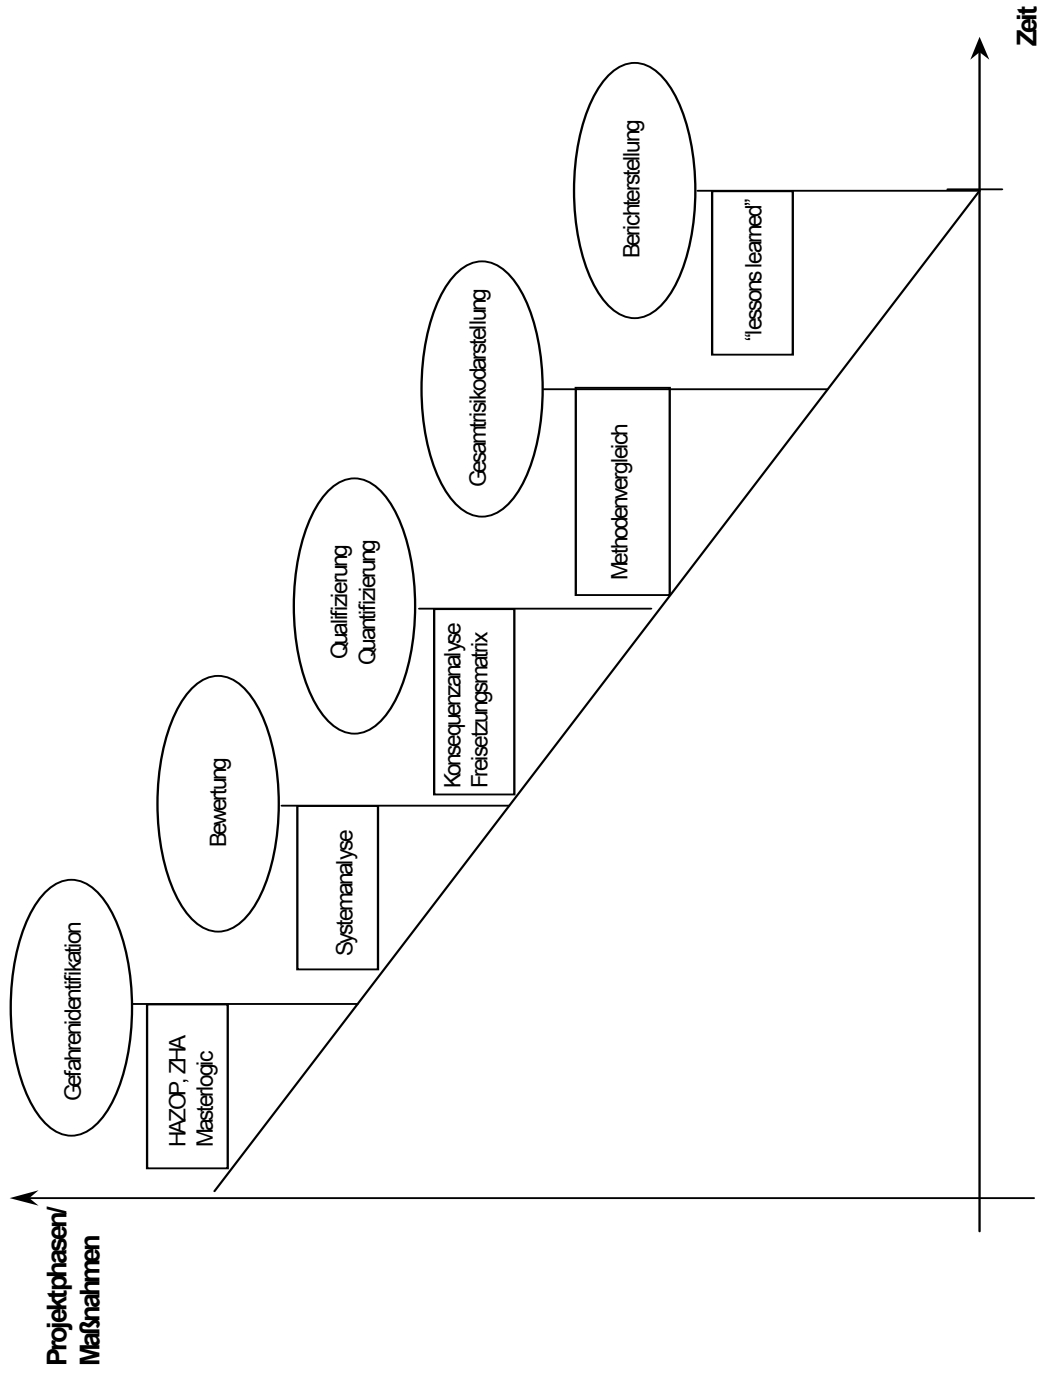 Projektphasen/
Maßnahmen
Gefahrenidentifikation
HAZOP, ZHA
Masterlogic
Bewertung
Systemanalyse
Qualifizierung
Quantifizierung
Konsequenzanalyse
Freisetzungsmatrix
Gesamtrisikodarstellung
Methodenvergleich
Berichterstellung
“lessons learned”
Zeit